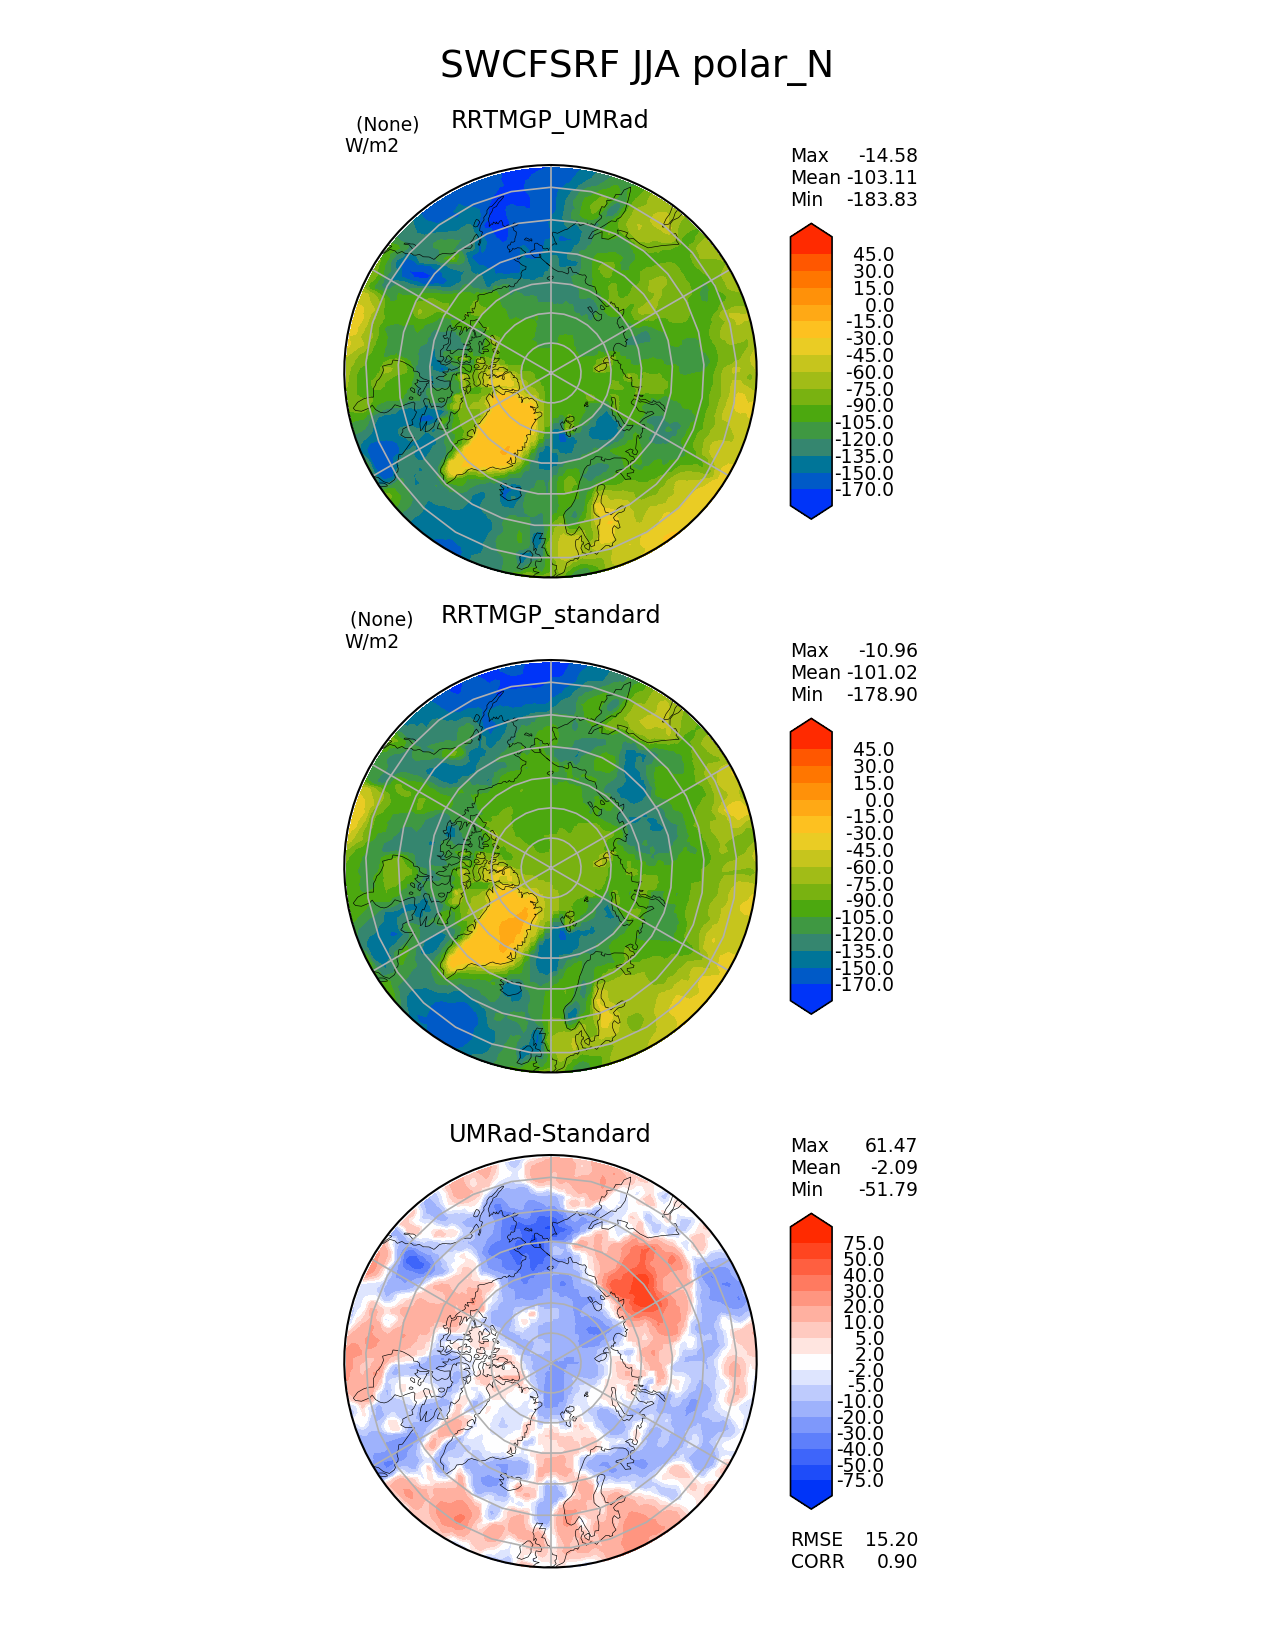 SWCFSRF JJA polar_N
(None) RRTMGP_UMRad
W/m2
Max -14.58
Mean -103.11
Min -183.83
45.0
30.0
15.0
0.0
-15.0
-30.0
-45.0
-60.0
-75.0
-90.0
-105.0
-120.0
-135.0
-150.0
-170.0
(None) RRTMGP_standard
W/m2
Max -10.96
Mean -101.02
Min -178.90
45.0
30.0
15.0
0.0
-15.0
-30.0
-45.0
-60.0
-75.0
-90.0
-105.0
-120.0
-135.0
-150.0
-170.0
UMRad-Standard
Max 61.47
Mean -2.09
Min -51.79
75.0
50.0
40.0
30.0
20.0
10.0
5.0
2.0
-2.0
-5.0
-10.0
-20.0
-30.0
-40.0
-50.0
-75.0
RMSE 15.20
CORR 0.90